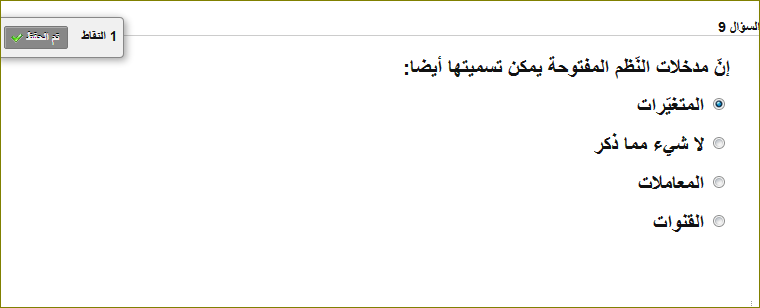 السؤال 9
1 النقاط
تم الحفظ
إنّ مدخلات النّظم المفتوحة يمكن تسميتها أيضا:
المتغيّرات
لا شيء مما ذكر
المعاملات
القنوات